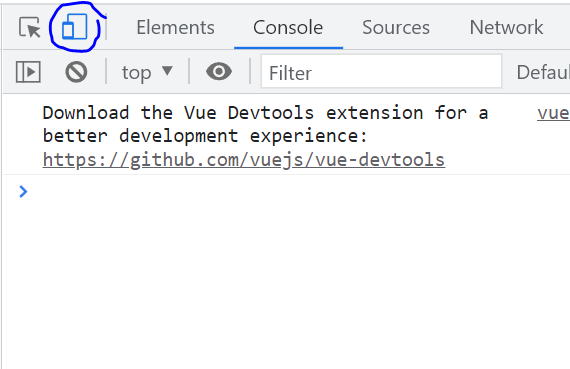 Elements Console Sources Network
top Filter Defau
Download the Vue Devtools extension for a vue
better development experience:
https://github.com/vuejs/vue-devtools